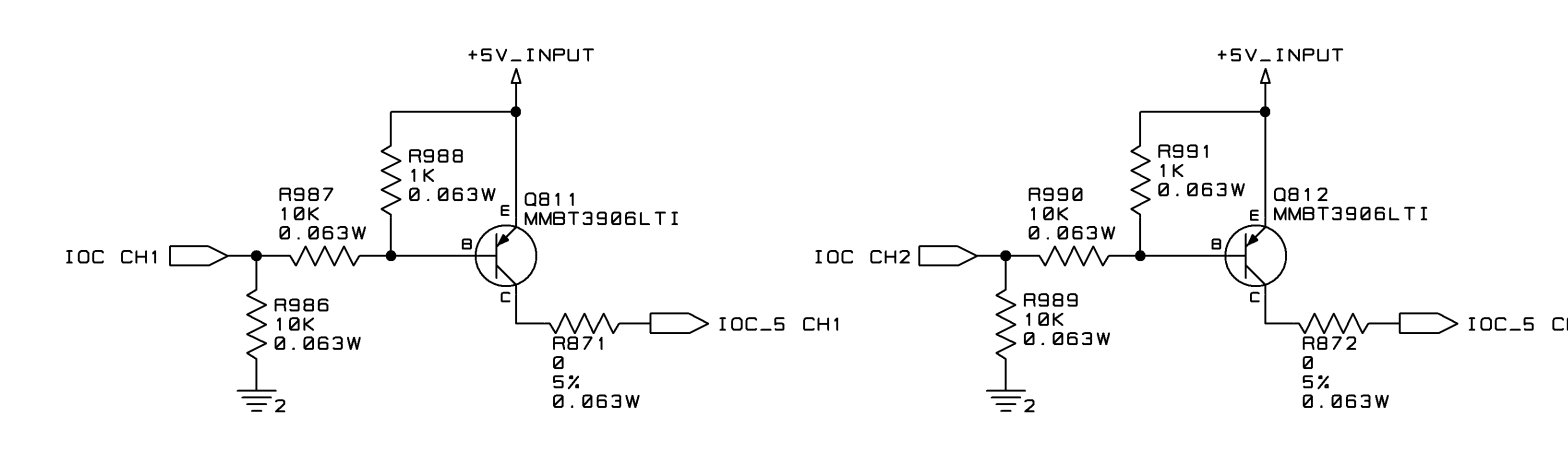 +5V_INPUT
R988
1K
0.063W
R987
10K
0.063W
Q811
MMBT3906LTI
E
B
C
IOC CH1
R986
10K
0.063W
2
IOC_5 CH1
R871
0
5%
0.063W
+5V_INPUT
R991
1K
0.063W
R990
10K
0.063W
Q812
MMBT3906LTI
E
B
C
IOC CH2
R989
10K
0.063W
2
IOC_5
R872
0
5%
0.063W